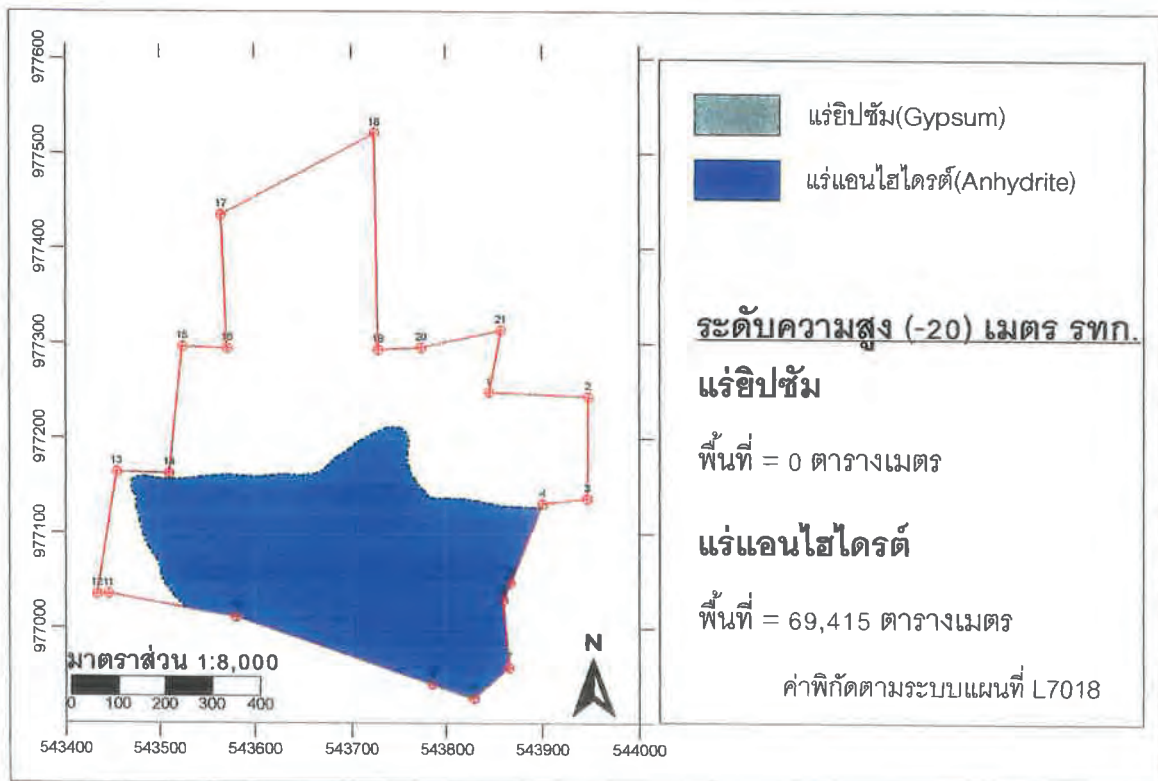 977600
977500
977400
977300
977200
977100
977000
18
17
15
16
19
20
21
1
2
13
14
4
3
12 11
มาตราส่วน 1:8,000
0 100 200 300 400
N
543400 543500 543600 543700 543800 543900 544000
แร่ยิปซัม(Gypsum)
แร่แอนไฮไดรต์(Anhydrite)
ระดับความสูง (-20) เมตร รทก.
แร่ยิปซัม
พื้นที่ = 0 ตารางเมตร
แร่แอนไฮไดรต์
พื้นที่ = 69,415 ตารางเมตร
ค่าพิกัดตามระบบแผนที่ L7018